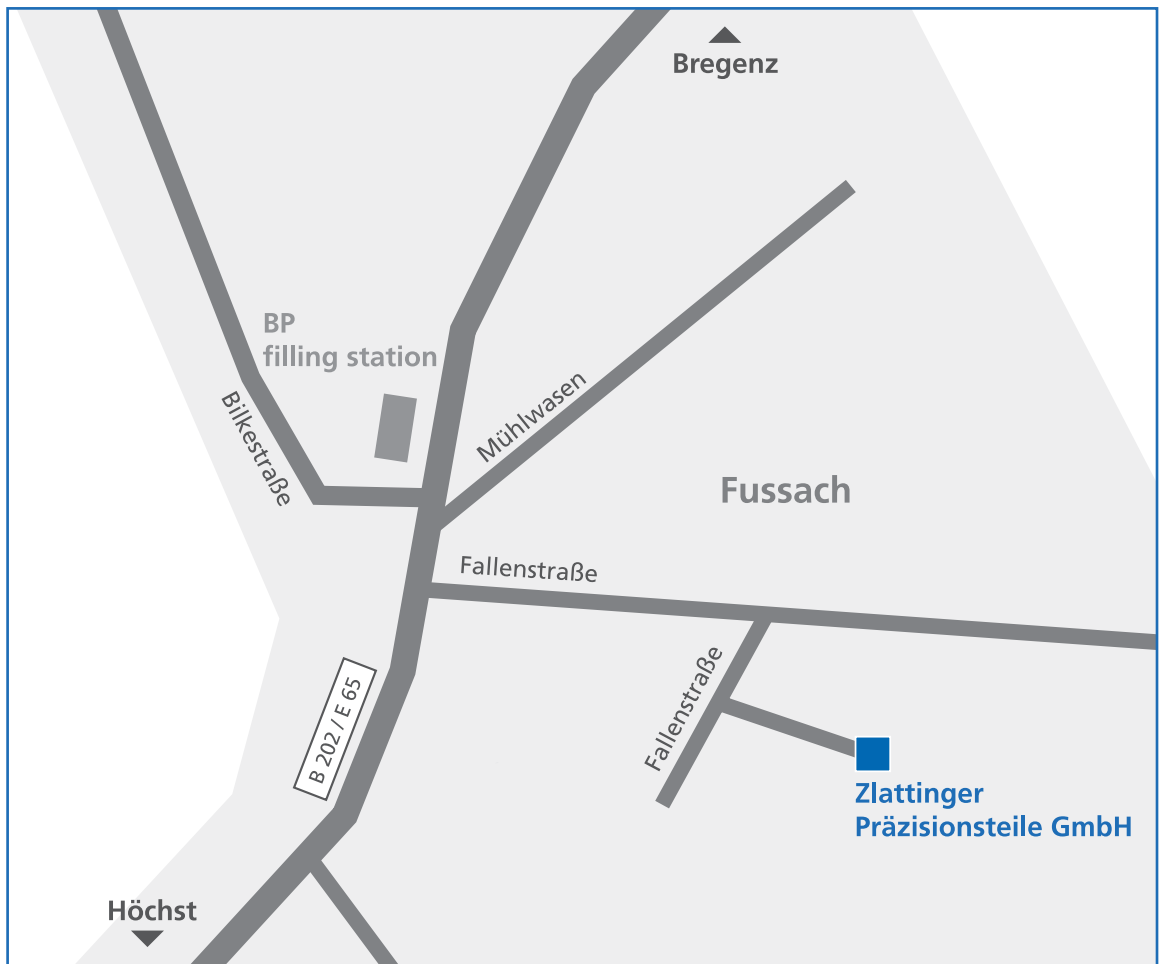 Bregenz
BP
filling station
Mühlwasen
Bilkestraße
Fussach
Fallenstraße
Fallenstraße
B 202 / E 65
Zlattinger
Präzisionsteile GmbH
Höchst